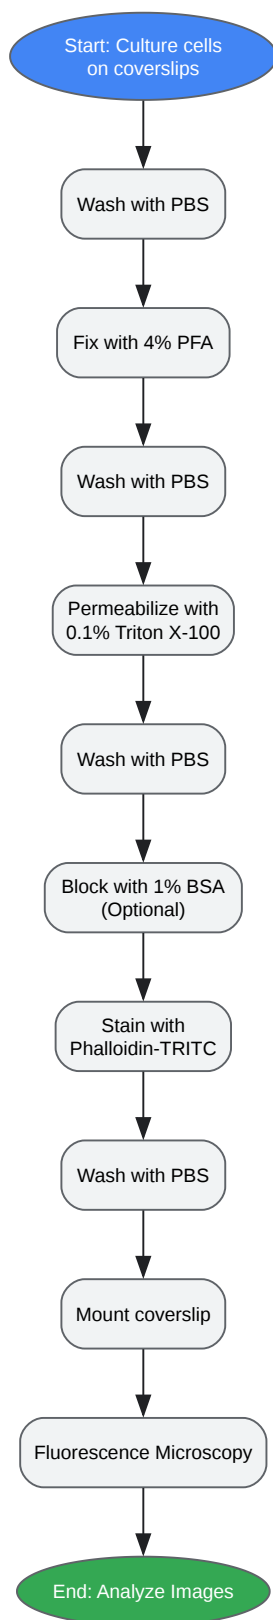 Start: Culture cells
on coverslips
Wash with PBS
Fix with 4% PFA
Wash with PBS
Permeabilize with
0.1% Triton X-100
Wash with PBS
Block with 1% BSA
(Optional)
Stain with
Phalloidin-TRITC
Wash with PBS
Mount coverslip
Fluorescence Microscopy
End: Analyze Images